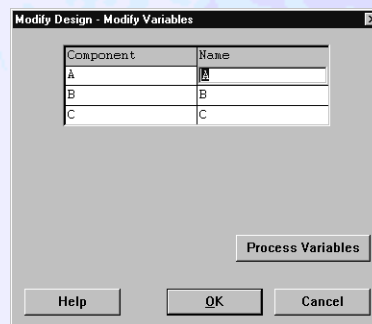 Modify Design - Modify Variables
Component Name
A A
B B
C C
Process Variables
Help OK Cancel